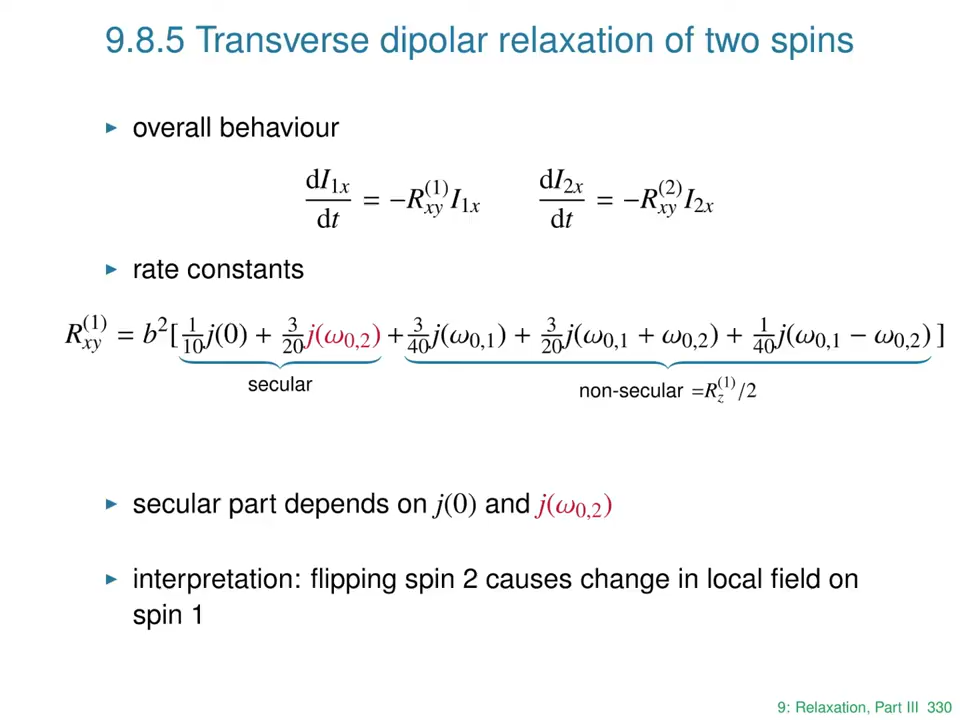 9.8.5 Transverse dipolar relaxation of two spins
▸ overall behaviour
dI₁ₓ/dt = −R_xy^(1) I₁ₓ    dI₂ₓ/dt = −R_xy^(2) I₂ₓ
▸ rate constants
R_xy^(1) = b²[ 1/10 j(0) + 3/20 j(ω₀,₂) + 3/40 j(ω₀,₁) + 3/20 j(ω₀,₁ + ω₀,₂) + 1/40 j(ω₀,₁ − ω₀,₂) ]
secular    non-secular =R_z^(1)/2
▸ secular part depends on j(0) and j(ω₀,₂)
▸ interpretation: flipping spin 2 causes change in local field on
spin 1
9: Relaxation, Part III 330